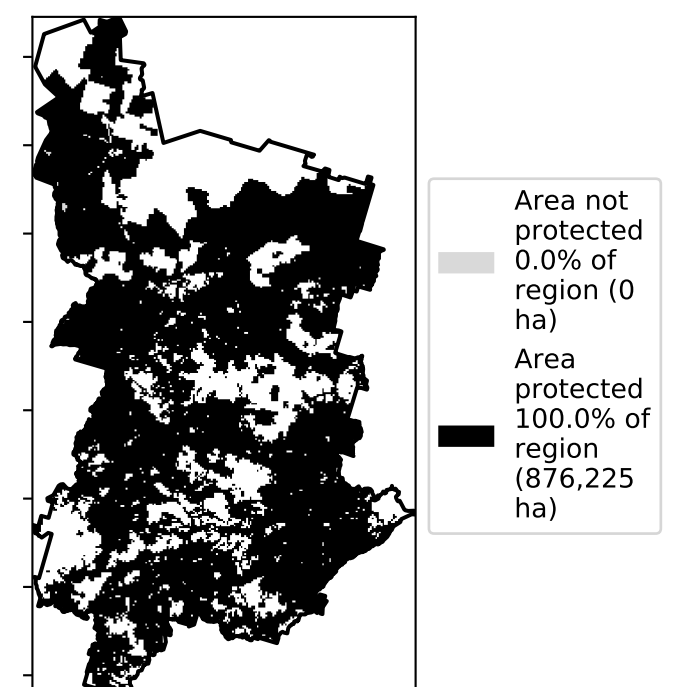 Area not
protected
0.0% of
region (0
ha)
Area
protected
100.0% of
region
(876,225
ha)